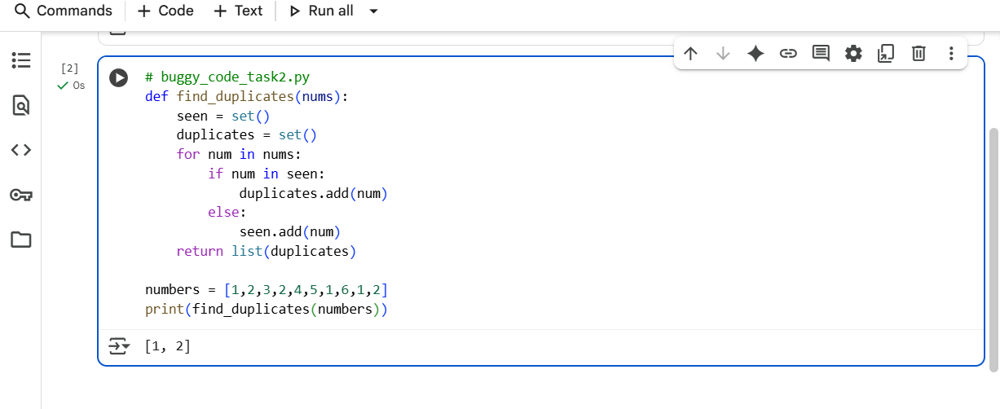 Commands + Code + Text Run all
[2]
0s
# buggy_code_task2.py
def find_duplicates(nums):
    seen = set()
    duplicates = set()
    for num in nums:
        if num in seen:
            duplicates.add(num)
        else:
            seen.add(num)
    return list(duplicates)

numbers = [1,2,3,2,4,5,1,6,1,2]
print(find_duplicates(numbers))
[1, 2]